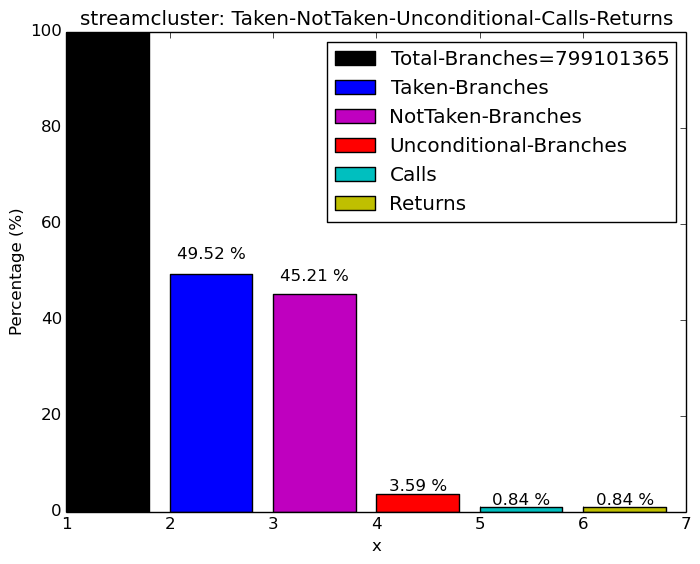 streamcluster: Taken-NotTaken-Unconditional-Calls-Returns
100
80
60
40
20
0
Percentage (%)
Total-Branches=799101365
Taken-Branches
NotTaken-Branches
Unconditional-Branches
Calls
Returns
49.52 %
45.21 %
3.59 %
0.84 %
0.84 %
1 2 3 4 5 6 7
x